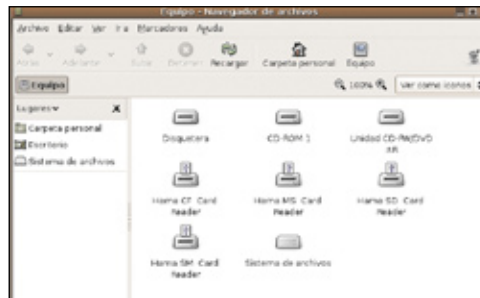 Equipo - Navegador de archivos
Archivo Editar Ver Ir a Marcadores Ayuda
Atrás Adelante Subir Detener Recargar Carpeta personal Equipo
Equipo 100% Ver como iconos
Lugares
Carpeta personal
Escritorio
Sistema de archivos
Disquetera
CD-ROM 1
Unidad CD-RW/DVD
±R
Hama CF Card
Reader
Hama MS Card
Reader
Hama SD Card
Reader
Hama SM Card
Reader
Sistema de archivos